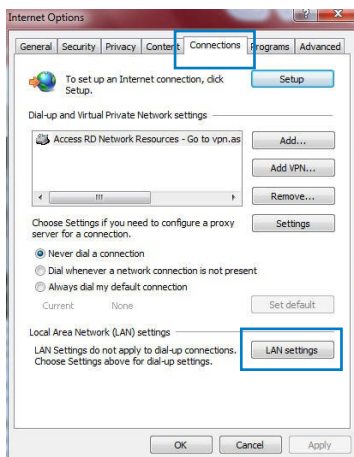 Internet Options
General Security Privacy Content Connections Programs Advanced
To set up an Internet connection, click
Setup.
Setup
Dial-up and Virtual Private Network settings
Access RD Network Resources - Go to vpn.as
Add...
Add VPN...
Remove...
Choose Settings if you need to configure a proxy
server for a connection.
Settings
Never dial a connection
Dial whenever a network connection is not present
Always dial my default connection
Current None
Set default
Local Area Network (LAN) settings
LAN Settings do not apply to dial-up connections.
Choose Settings above for dial-up settings.
LAN settings
OK Cancel Apply